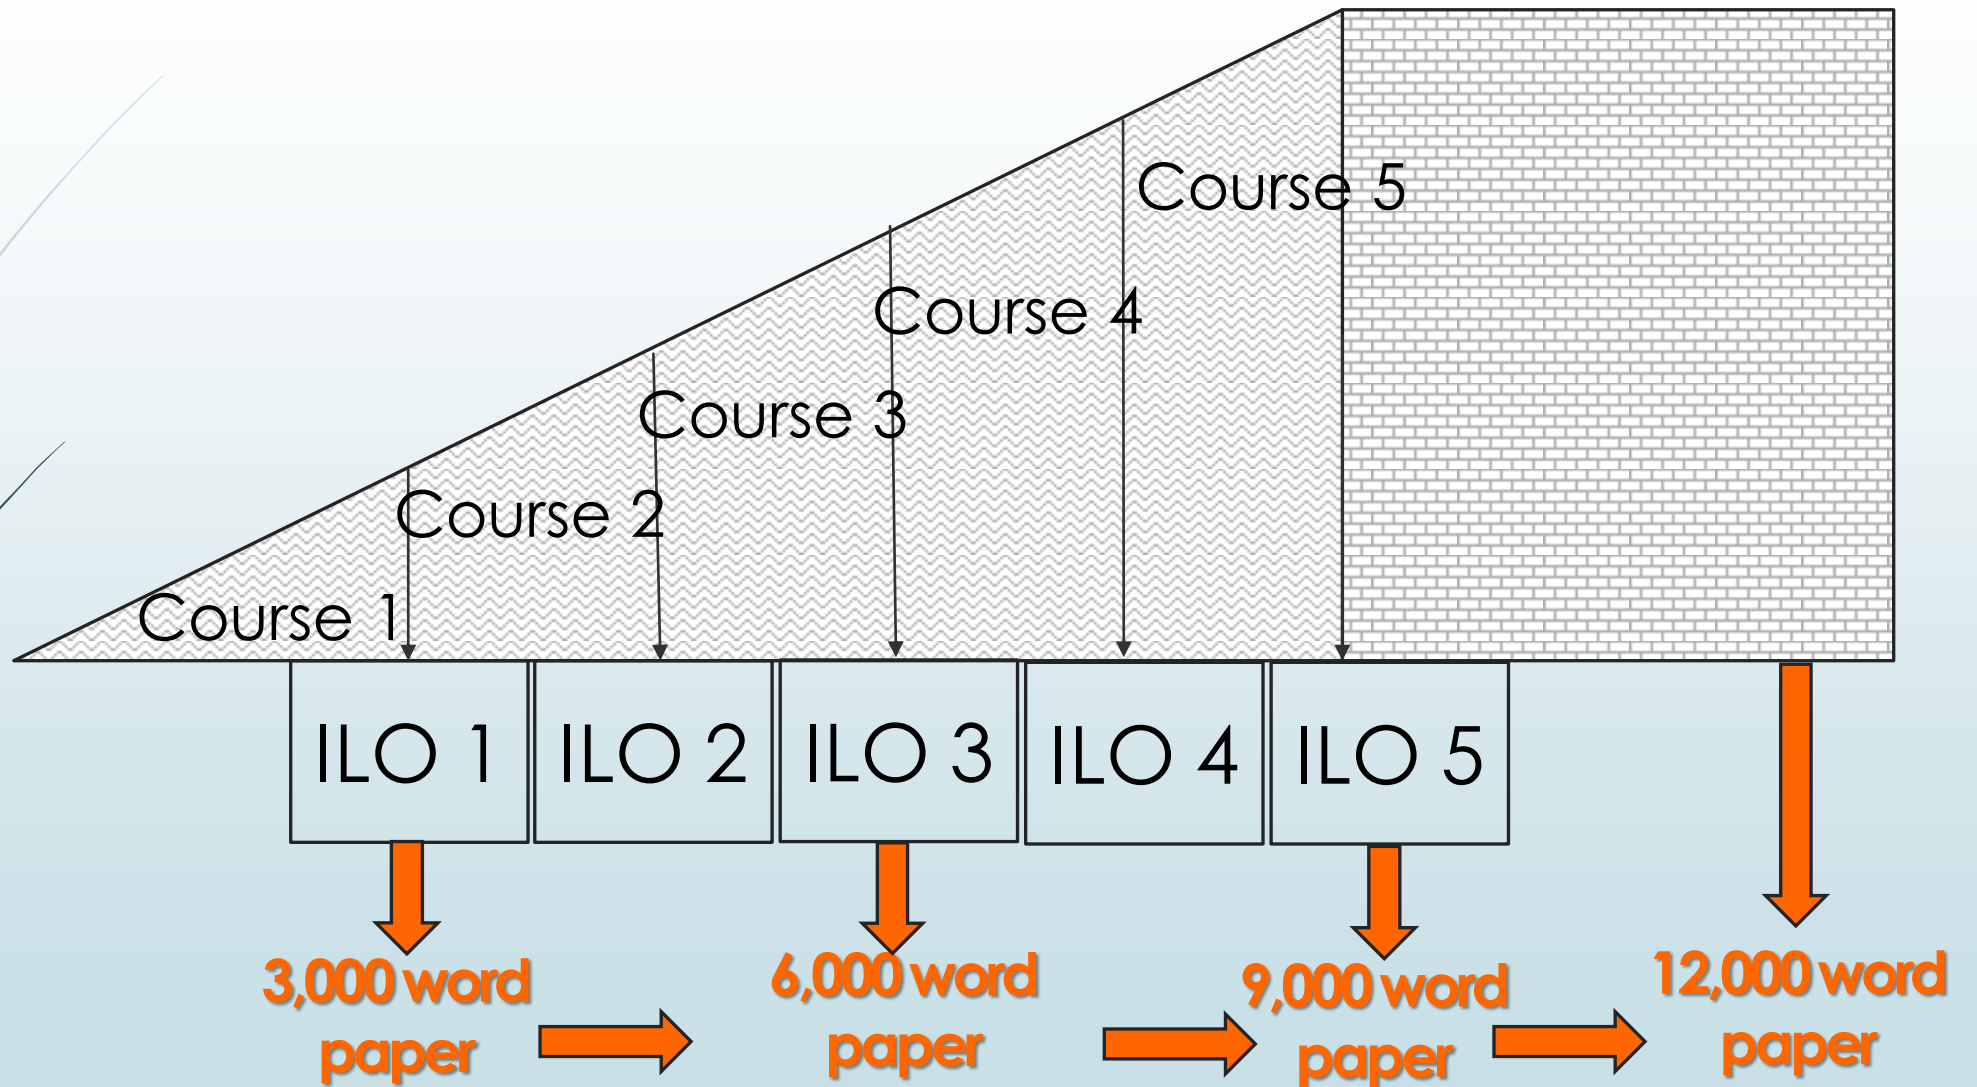 Course 5
Course 4
Course 3
Course 2
Course 1
ILO 1
ILO 2
ILO 3
ILO 4
ILO 5
3,000 word
paper
6,000 word
paper
9,000 word
paper
12,000 word
paper